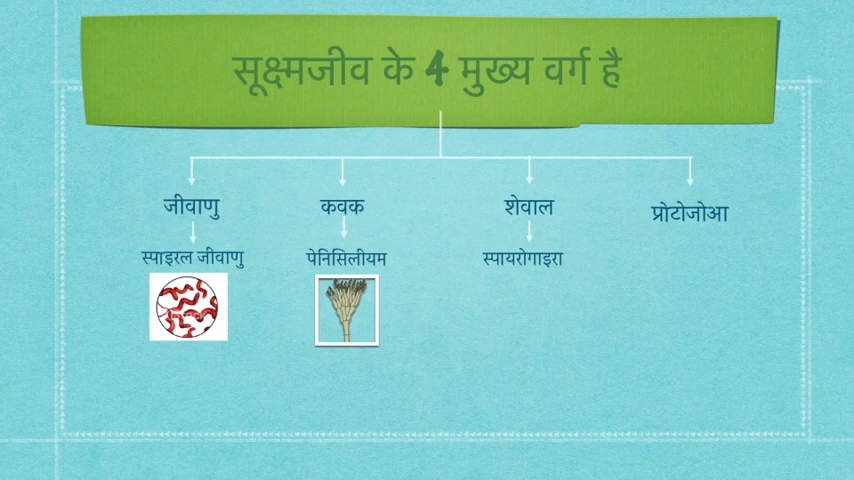 सूक्ष्मजीव के 4 मुख्य वर्ग है
जीवाणु कवक शेवाल प्रोटोजोआ
स्पाइरल जीवाणु पेनिसिलीयम स्पायरोगाइरा